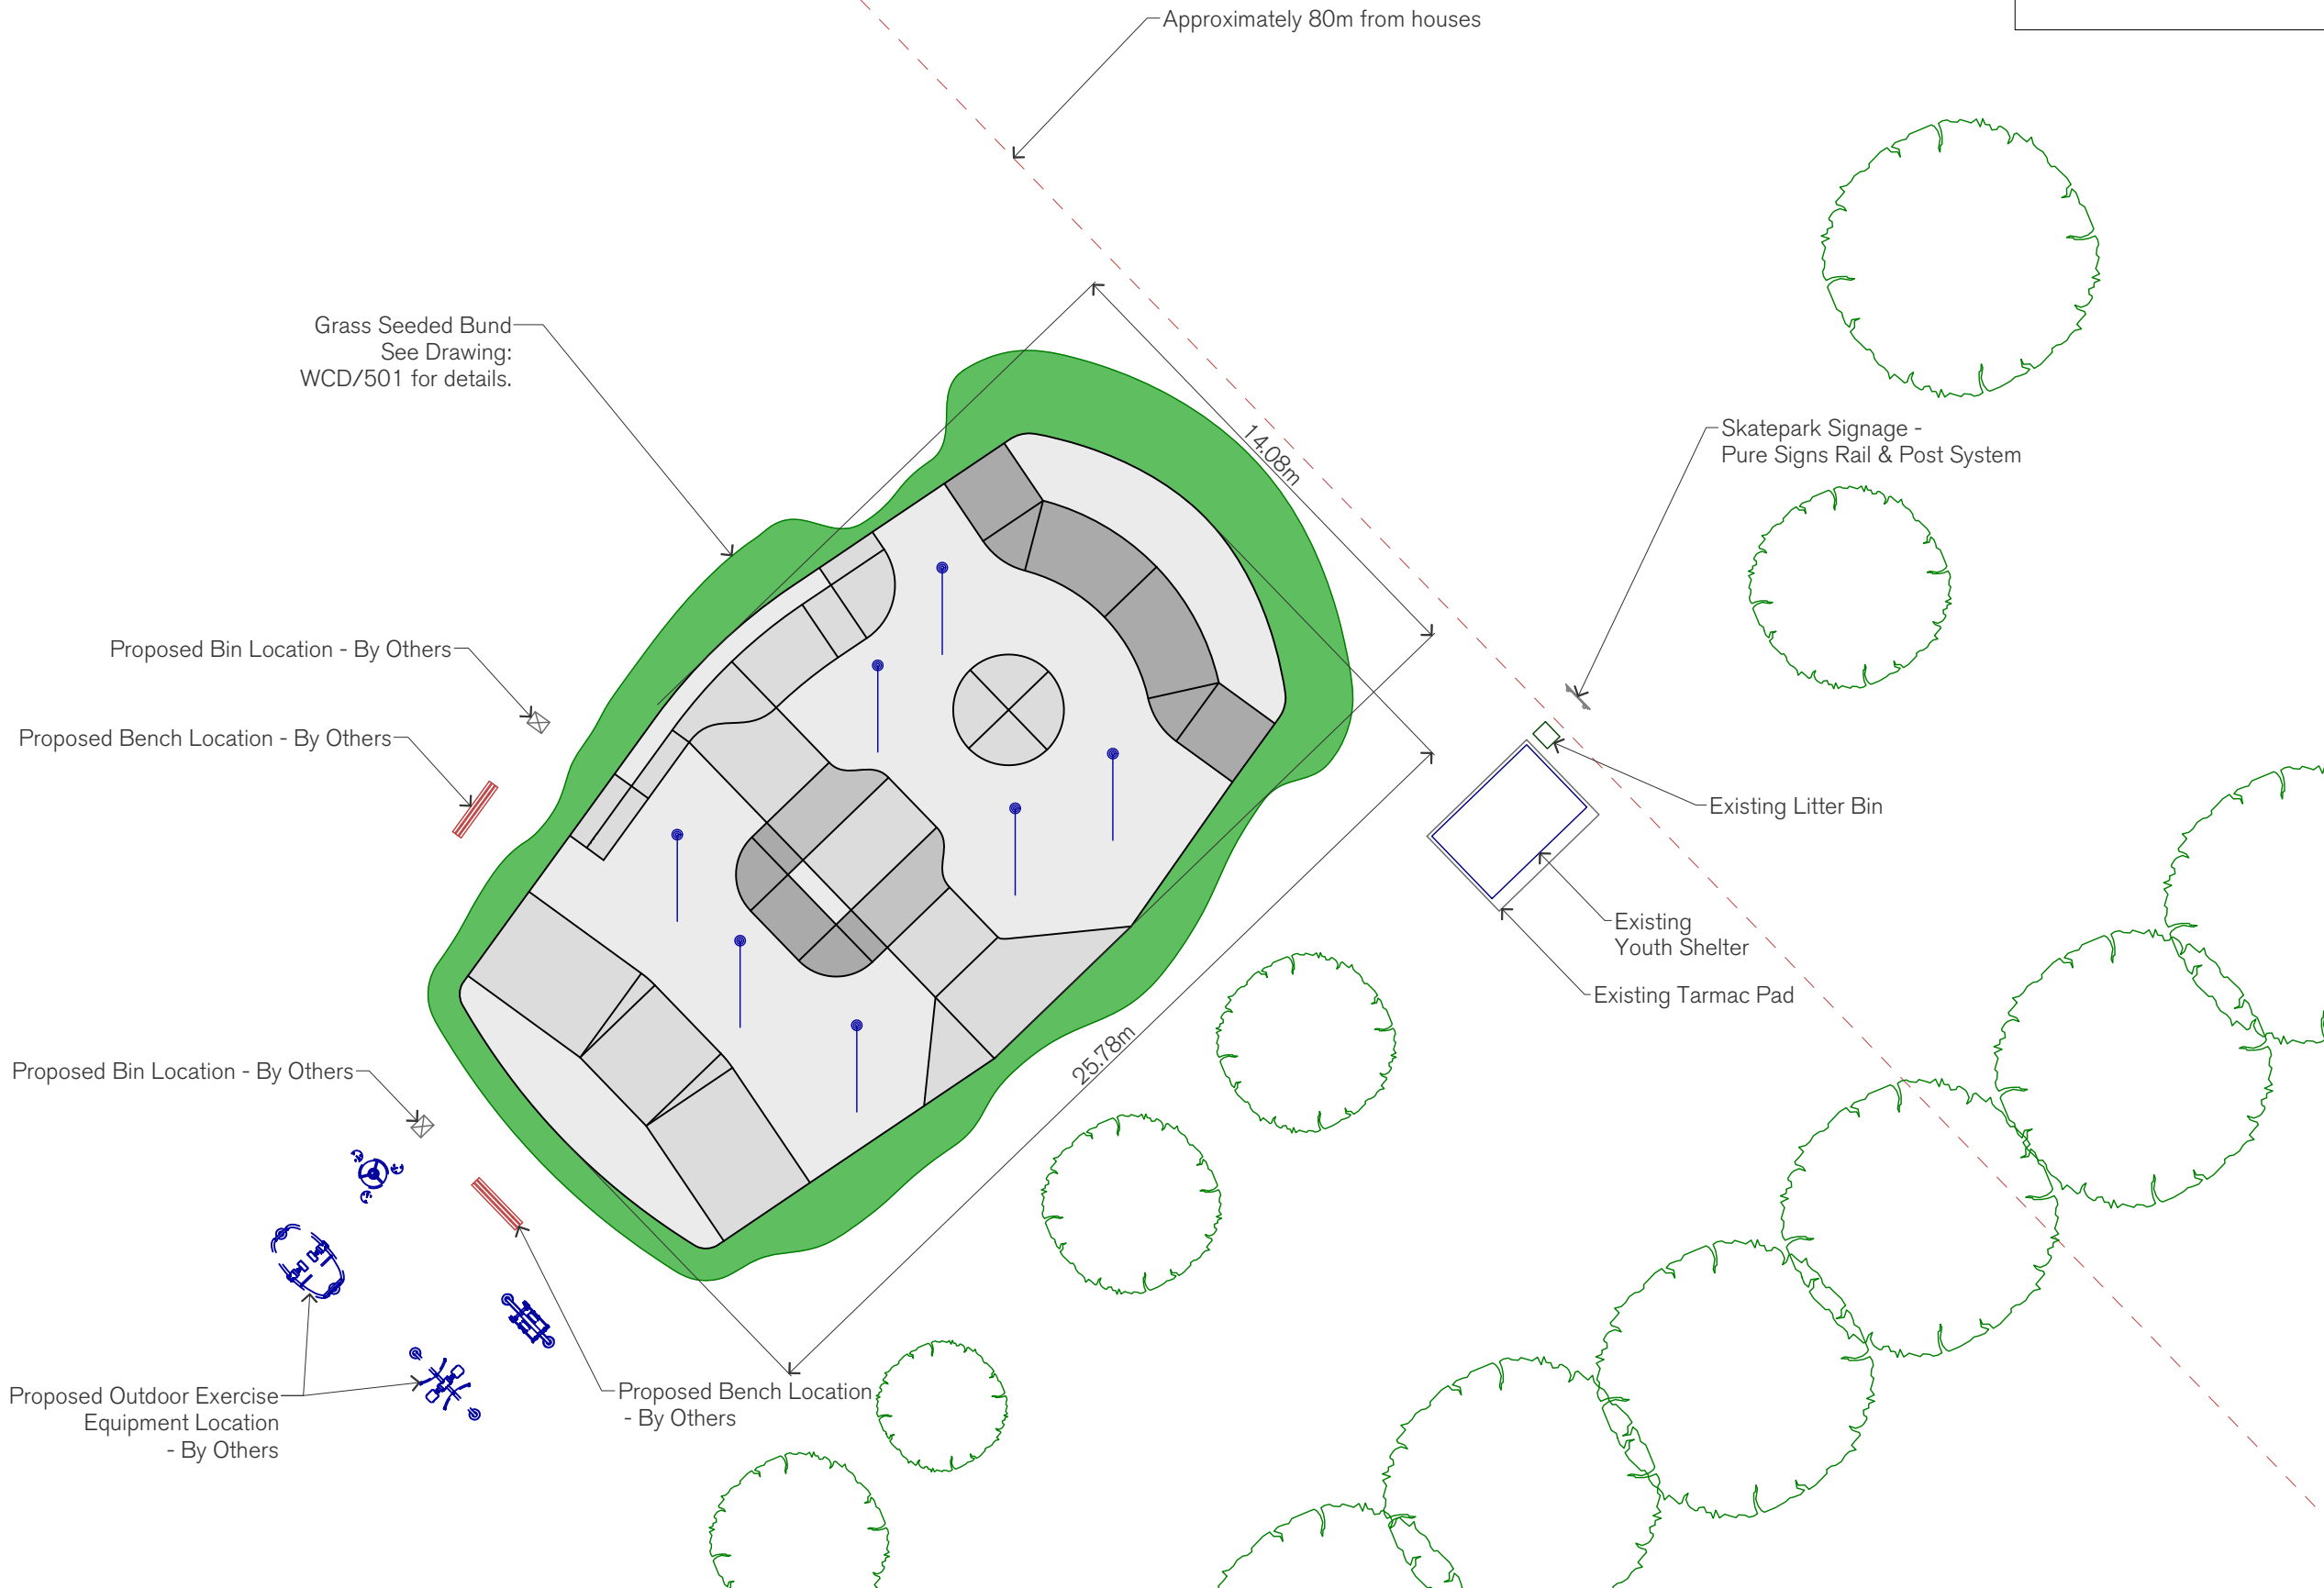 Approximately 80m from houses
Grass Seeded Bund
See Drawing:
WCD/501 for details.
14.08m
Skatepark Signage -
Pure Signs Rail & Post System
Proposed Bin Location - By Others
Proposed Bench Location - By Others
Existing Litter Bin
Existing
Youth Shelter
Existing Tarmac Pad
25.78m
Proposed Bin Location - By Others
Proposed Outdoor Exercise
Equipment Location
- By Others
Proposed Bench Location
- By Others